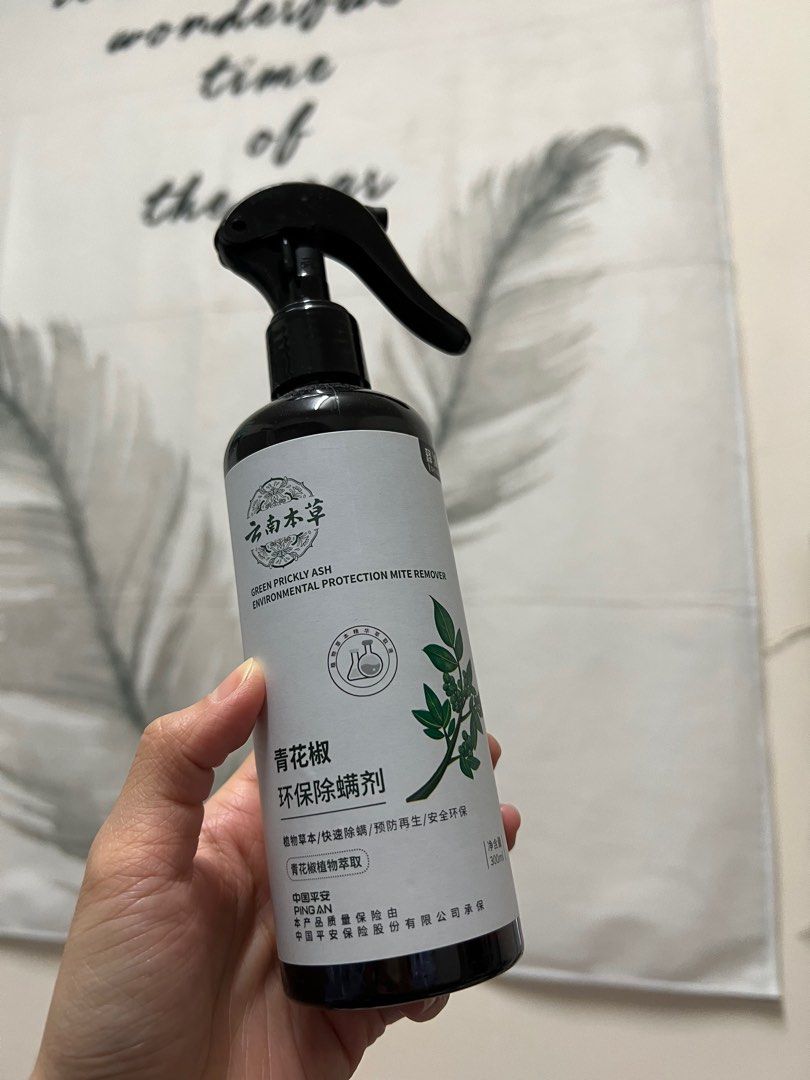 wonderful
time
of
the year
云南本草
GREEN PRICKLY ASH
ENVIRONMENTAL PROTECTION MITE REMOVER
青花椒
环保除螨剂
植物草本/快速除螨/预防再生/安全环保
青花椒植物萃取
净含量
300ml
中国平安
PING AN
本产品质量保险由
中国平安保险股份有限公司承保